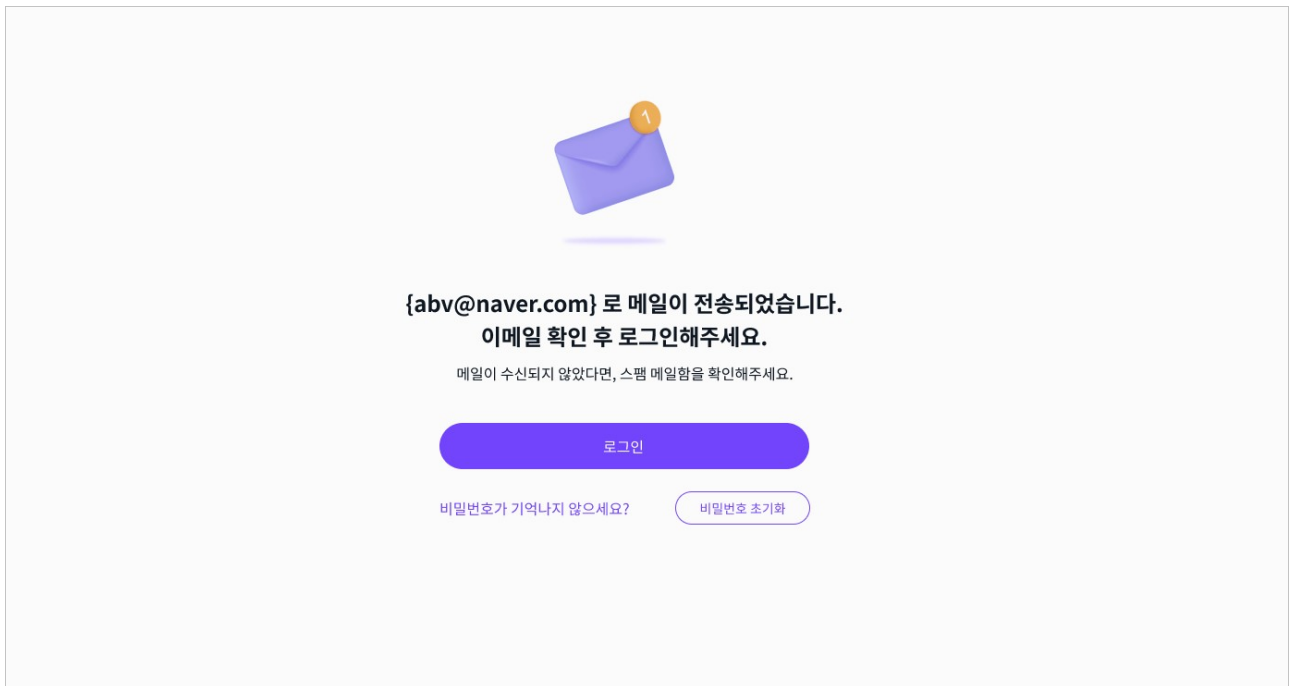 1
{abv@naver.com} 로 메일이 전송되었습니다.
이메일 확인 후 로그인해주세요.
메일이 수신되지 않았다면, 스팸 메일함을 확인해주세요.
로그인
비밀번호가 기억나지 않으세요?
비밀번호 초기화